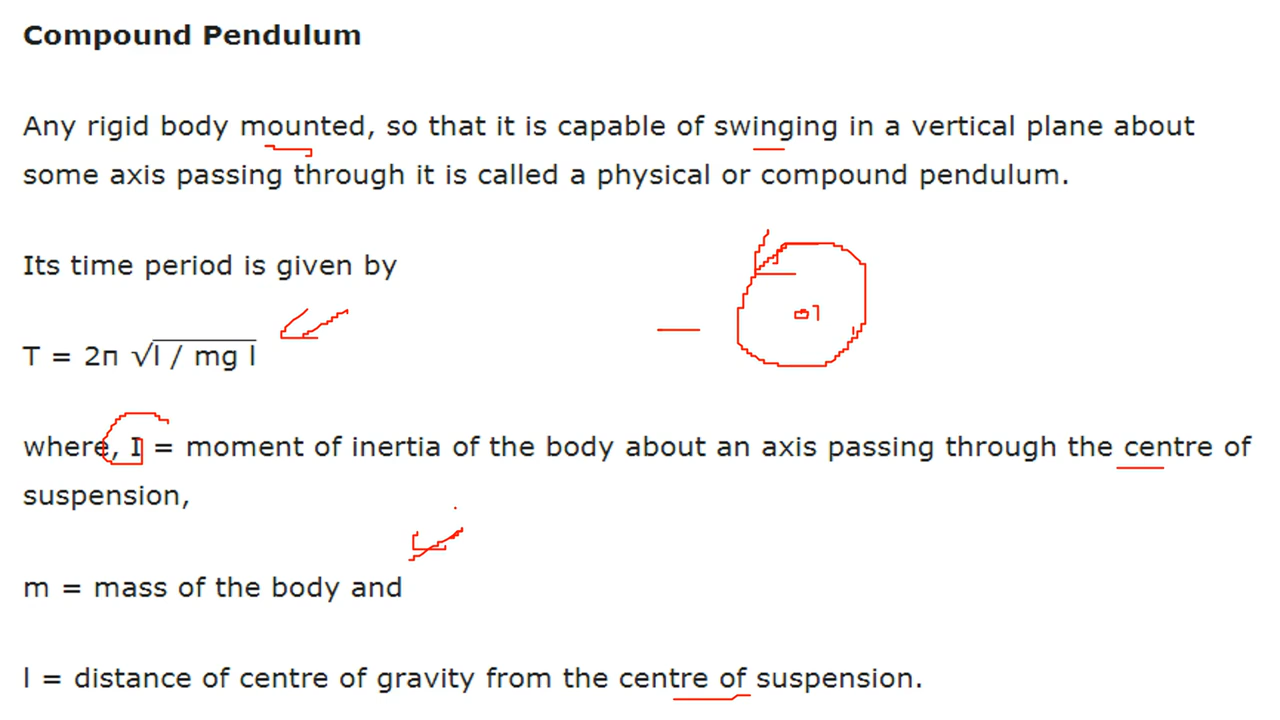 Compound Pendulum
Any rigid body mounted, so that it is capable of swinging in a vertical plane about
some axis passing through it is called a physical or compound pendulum.
Its time period is given by
T = 2π √l / mg l
where, I = moment of inertia of the body about an axis passing through the centre of
suspension,
m = mass of the body and
l = distance of centre of gravity from the centre of suspension.